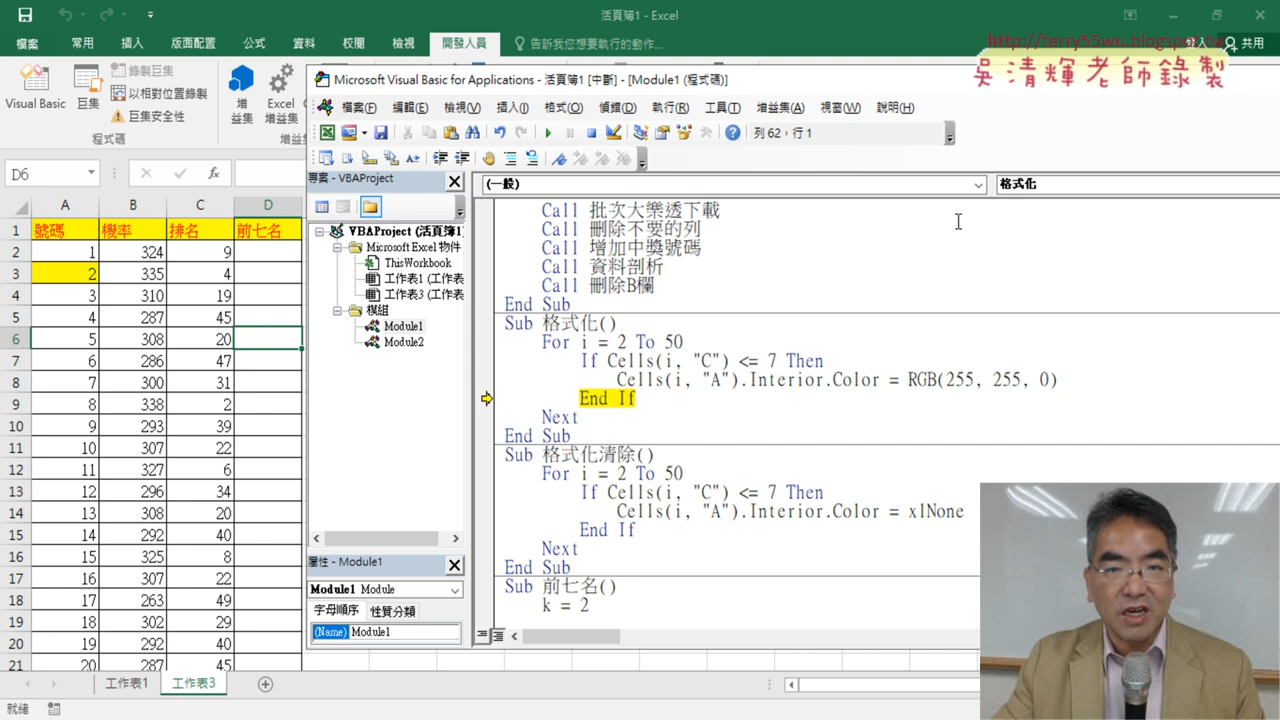 活頁簿1 - Excel
檔案 常用 插入 版面配置 公式 資料 校閱 檢視 開發人員 告訴我您想要執行的動作... 登入 共用
http://terry55wu.blogspot.tw
吳清輝老師錄製
Visual Basic 巨集 錄製巨集
以相對位置錄製
巨集安全性
程式碼
增益集
Excel 增益集
Microsoft Visual Basic for Applications - 活頁簿1 [中斷] - [Module1 (程式碼)]
檔案(F) 編輯(E) 檢視(V) 插入(I) 格式(O) 偵錯(D) 執行(R) 工具(T) 增益集(A) 視窗(W) 說明(H)
列 62，行 1
D6 fx
專案 - VBAProject
VBAProject (活頁簿1
Microsoft Excel 物件
ThisWorkbook
工作表1 (工作表
工作表3 (工作表
模組
Module1
Module2
屬性 - Module1
Module1 Module
字母順序 性質分類
(Name) Module1
(一般) 格式化
Call 批次大樂透下載
Call 刪除不要的列
Call 增加中獎號碼
Call 資料剖析
Call 刪除B欄
End Sub
Sub 格式化()
For i = 2 To 50
If Cells(i, "C") <= 7 Then
Cells(i, "A").Interior.Color = RGB(255, 255, 0)
End If
Next
End Sub
Sub 格式化清除()
For i = 2 To 50
If Cells(i, "C") <= 7 Then
Cells(i, "A").Interior.Color = xlNone
End If
Next
End Sub
Sub 前七名()
k = 2
A B C D
1 號碼 機率 排名 前七名
2 1 324 9
3 2 335 4
4 3 310 19
5 4 287 45
6 5 308 20
7 6 286 47
8 7 300 31
9 8 338 2
10 9 293 39
11 10 307 22
12 11 327 6
13 12 296 34
14 13 308 20
15 14 292 40
16 15 325 8
17 16 307 22
18 17 263 49
19 18 302 29
20 19 292 40
21 20 287 45
工作表1 工作表3
就緒